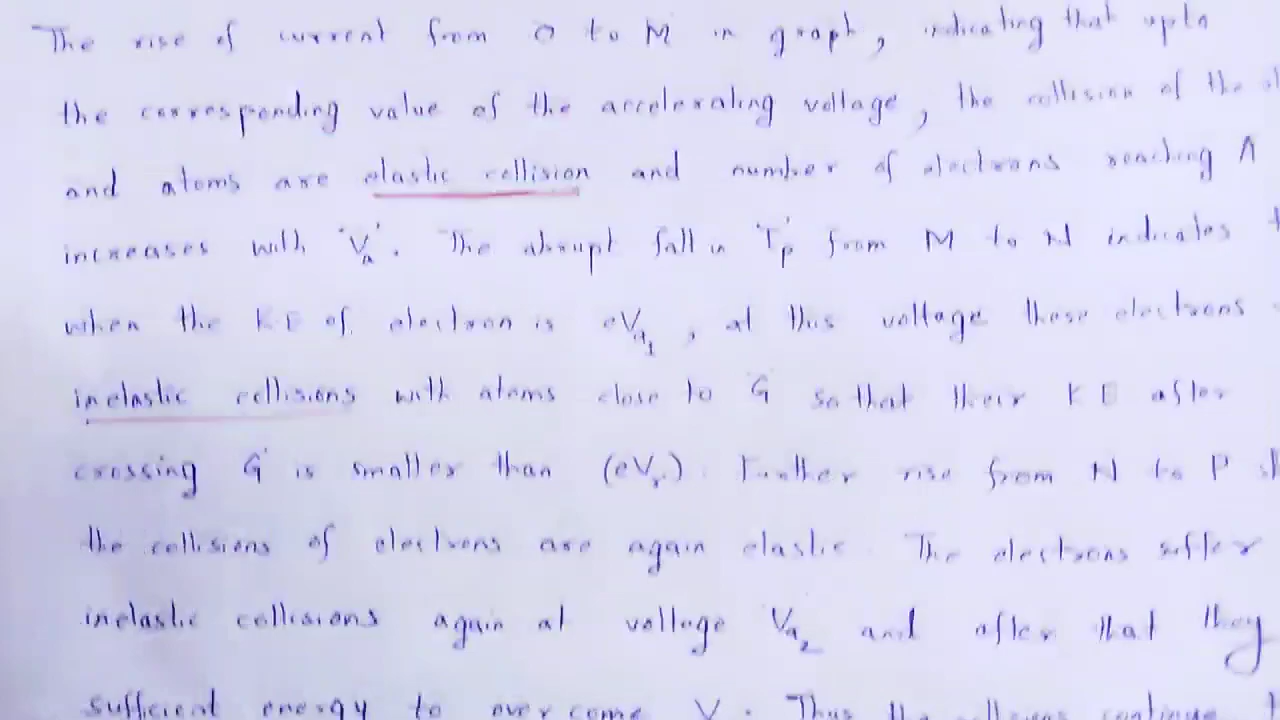 The rise of current from O to M in graph, indicating that upto
the corresponding value of the accelerating voltage, the collision of the
and atoms are elastic collision and number of electrons reaching A
increases with 'Va'. The abrupt fall in 'Ip' from M to N indicates
when the KE of electron is eVa1, at this voltage these electrons
inelastic collisions with atoms close to G so that their KE after
crossing G is smaller than (eVr). Further rise from N to P
the collisions of electrons are again elastic. The electrons suffer
inelastic collisions again at voltage Va2 and after that they
sufficient energy to overcome V. Thus the collisions continue